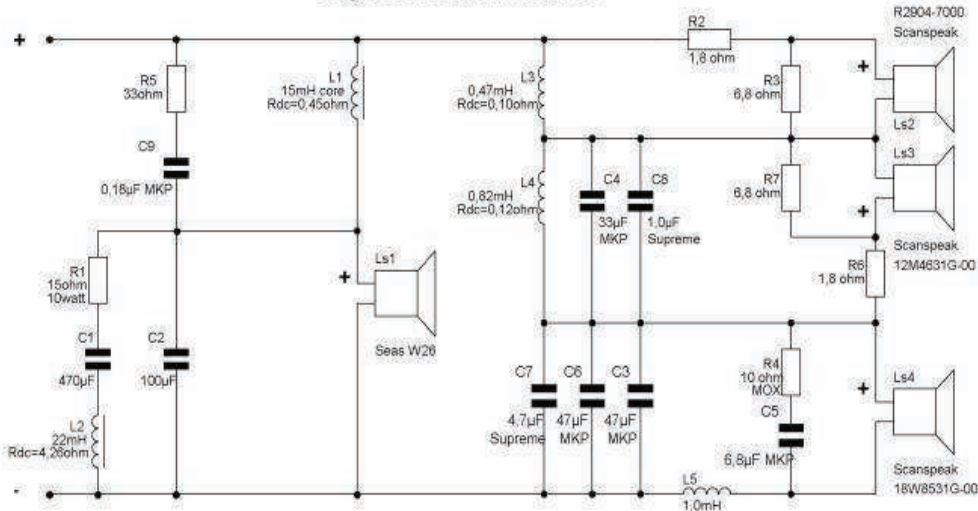 R2904-7000
Scanspeak
R2
1,8 ohm
+
R5
33ohm
L1
15mH core
Rdc=0,45ohm
L3
0,47mH
Rdc=0,10ohm
R3
6,8 ohm
+
Ls2
Ls3
C9
0,18µF MKP
L4
0,82mH
Rdc=0,12ohm
C4
33µF
MKP
C8
1,0µF
Supreme
R7
6,8 ohm
+
Scanspeak
12M4631G-00
R1
15ohm
10watt
Ls1
+
R6
1,8 ohm
C1
470µF
C2
100µF
Seas W26
C7
4,7µF
Supreme
C6
47µF
MKP
C3
47µF
MKP
R4
10 ohm
MOX
C5
6,8µF MKP
Ls4
+
L2
22mH
Rdc=4,26ohm
Scanspeak
18W8531G-00
-
L5
1,0mH